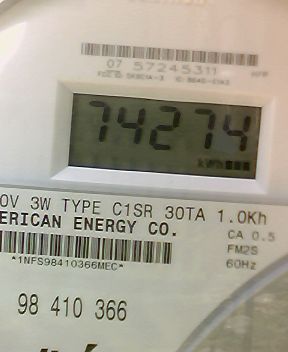 07 57245311
74274
kWh
0V 3W TYPE C1SR 30TA 1.0Kh
ERICAN ENERGY CO.
CA 0.5
FM2S
*1NFS98410366MEC*
60Hz
98 410 366